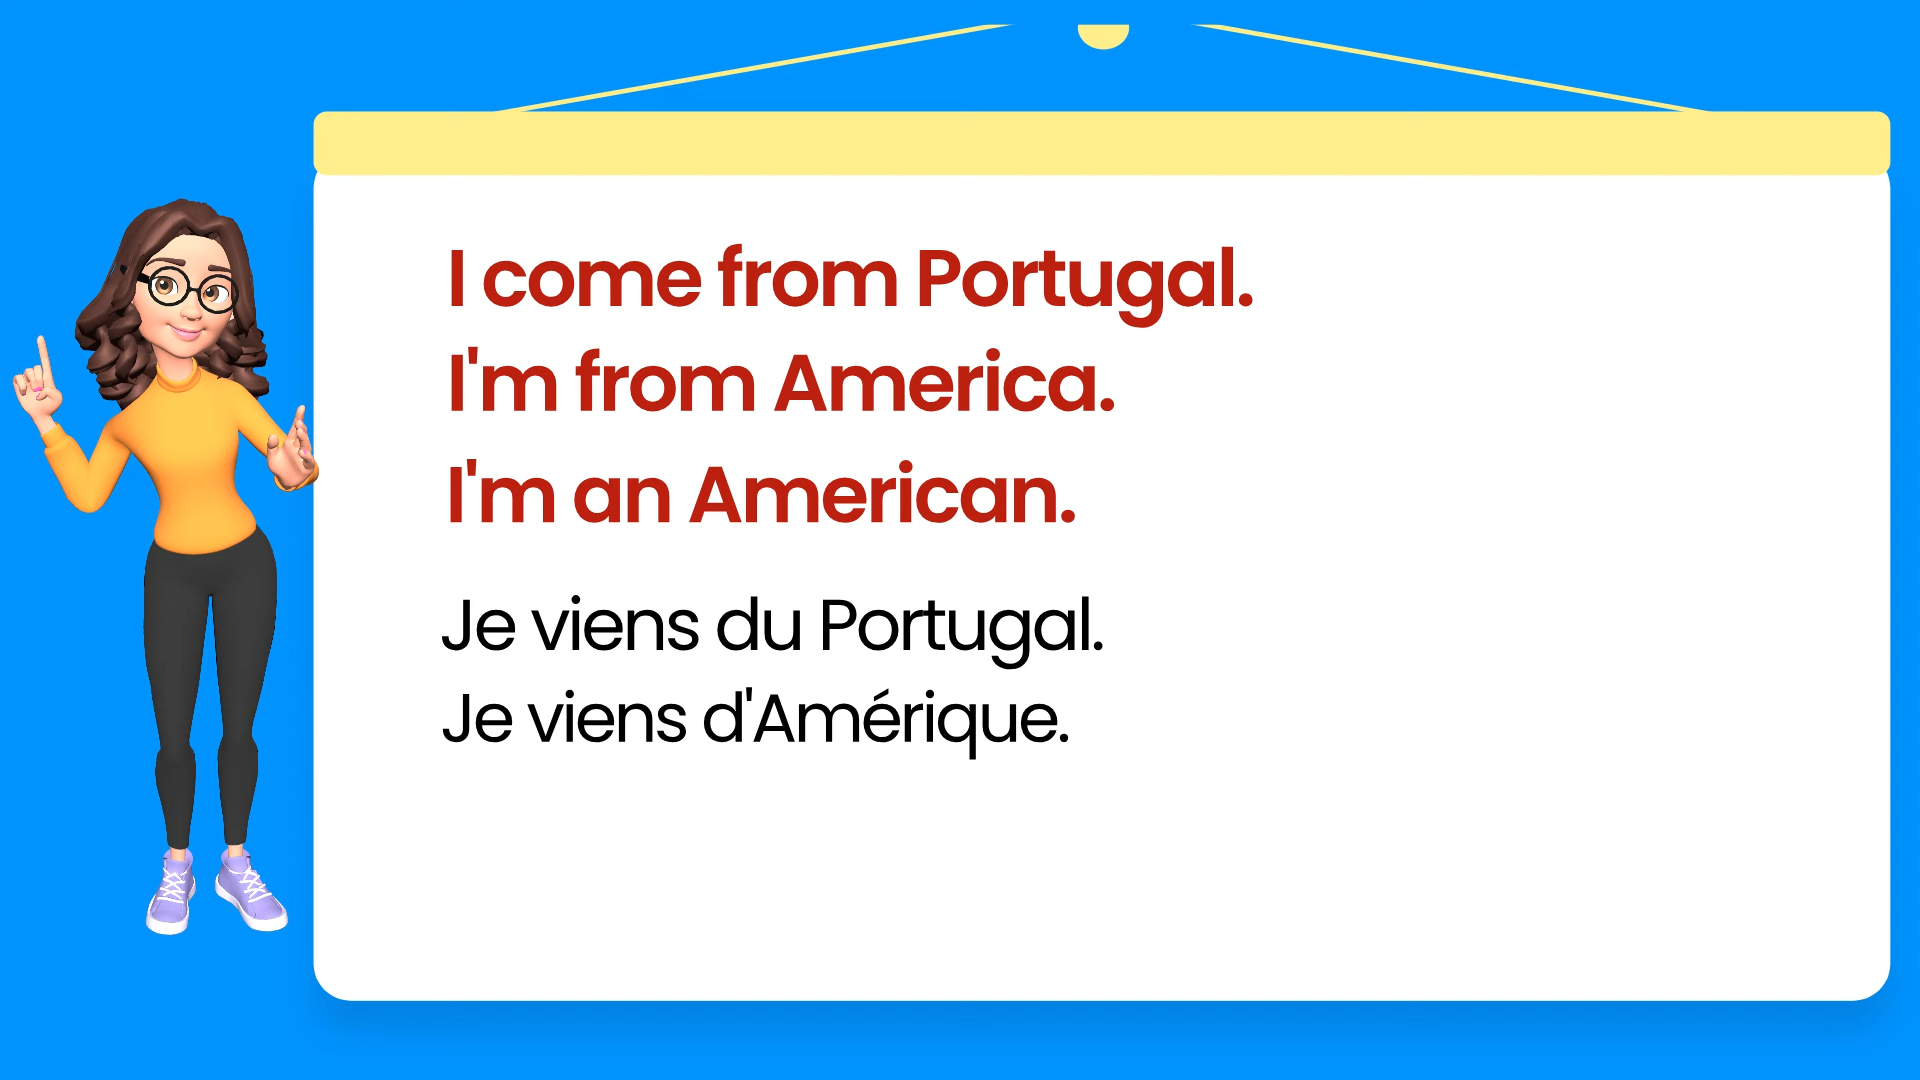 I come from Portugal.
I'm from America.
I'm an American.
Je viens du Portugal.
Je viens d'Amérique.